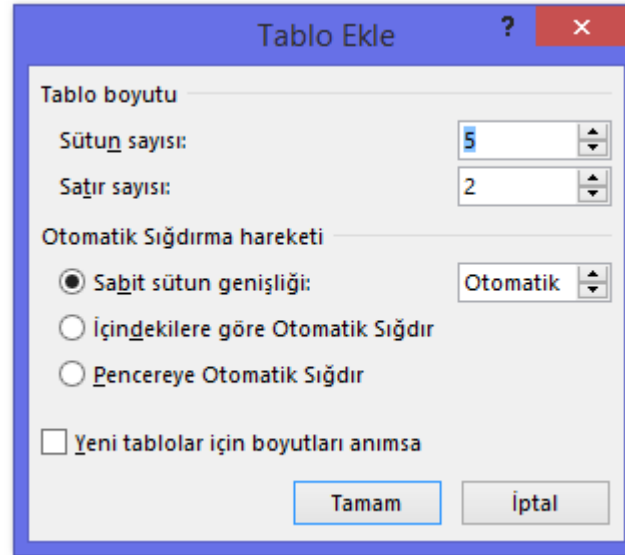 Tablo Ekle ?
Tablo boyutu
Sütun sayısı: 5
Satır sayısı: 2
Otomatik Sığdırma hareketi
Sabit sütun genişliği: Otomatik
İçindekilere göre Otomatik Sığdır
Pencereye Otomatik Sığdır
Yeni tablolar için boyutları anımsa
Tamam İptal